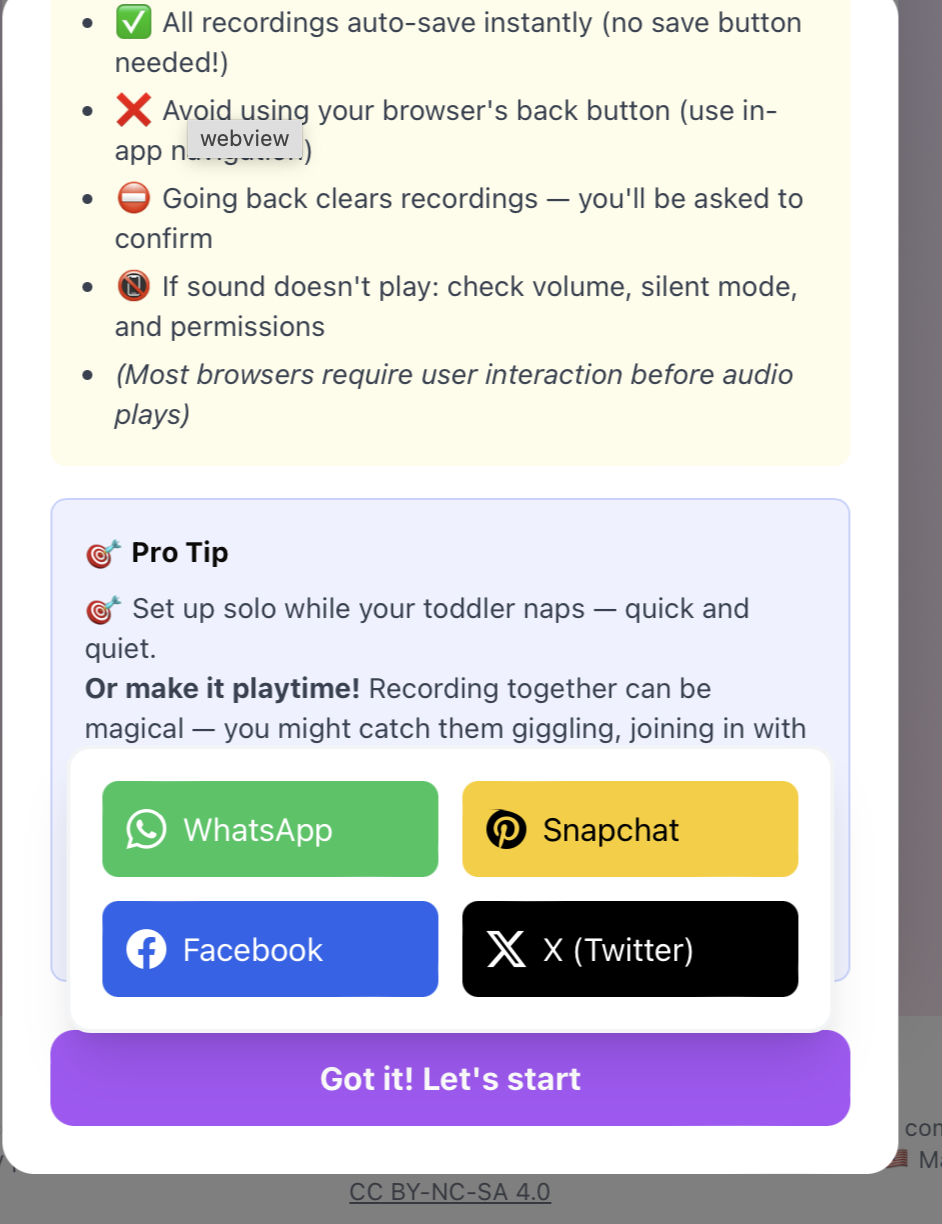 ✅ All recordings auto-save instantly (no save button
needed!)
❌ Avoid using your browser's back button (use in-
app navigation)
webview
⛔ Going back clears recordings — you'll be asked to
confirm
📵 If sound doesn't play: check volume, silent mode,
and permissions
(Most browsers require user interaction before audio
plays)
🎯 Pro Tip
🎯 Set up solo while your toddler naps — quick and
quiet.
Or make it playtime! Recording together can be
magical — you might catch them giggling, joining in with
WhatsApp
Snapchat
Facebook
X (Twitter)
Got it! Let's start
CC BY-NC-SA 4.0